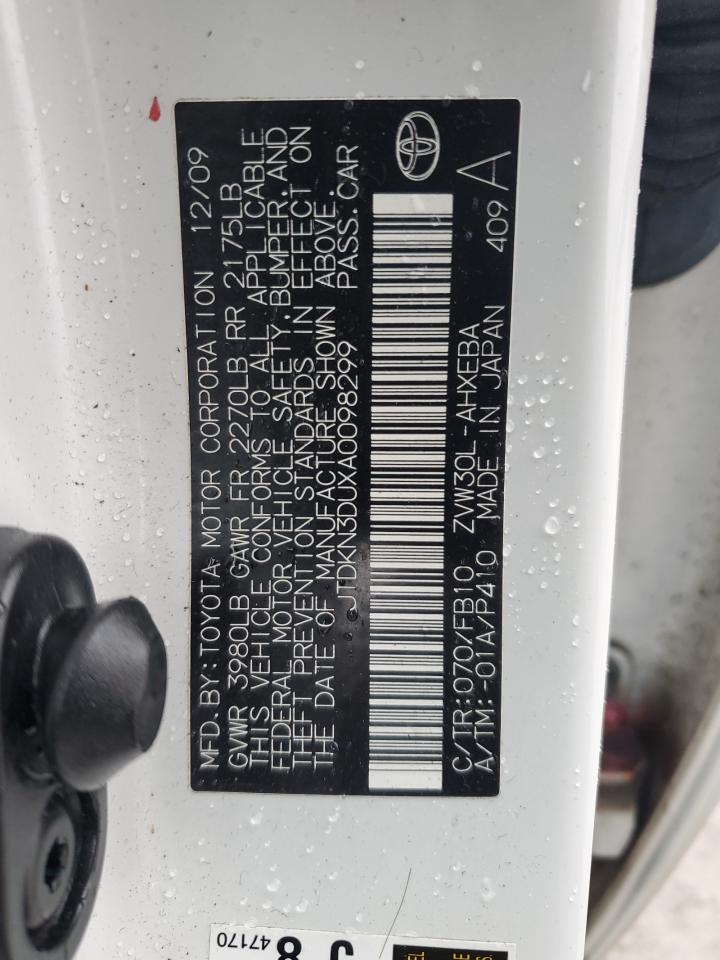 MFD.BY:TOYOTA MOTOR CORPORATION 12/09
GVWR 3980LB GAWR FR 2270LB RR 2175LB
THIS VEHICLE CONFORMS TO ALL APPLICABLE
FEDERAL MOTOR VEHICLE SAFETY,BUMPER,AND
THEFT PREVENTION STANDARDS IN EFFECT ON
THE DATE OF MANUFACTURE SHOWN ABOVE.
JTDKN3DUXA0098299 PASS.CAR
C/TR:070/FB10 ZVW30L-AHXEBA
A/TM:-01A/P410 MADE IN JAPAN 409 A
J 8
47170